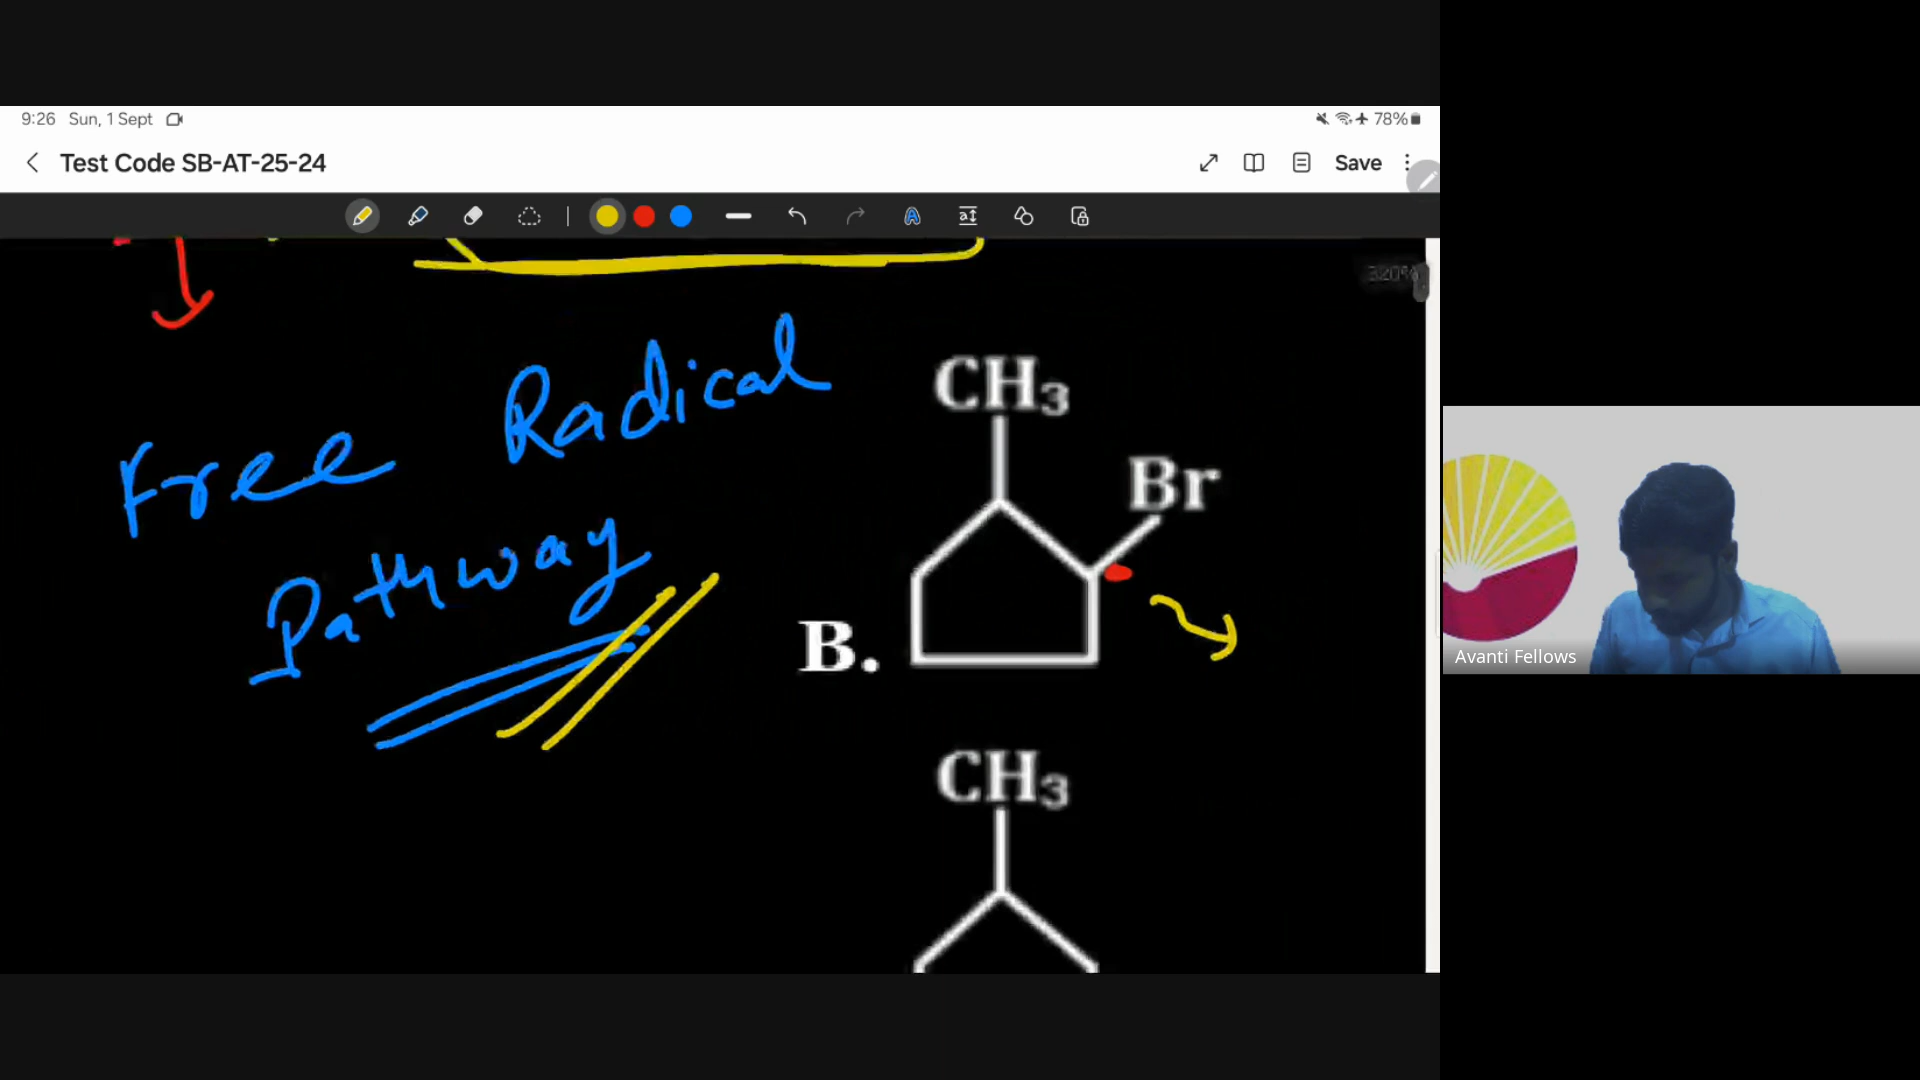 9:26 Sun, 1 Sept 78%
Test Code SB-AT-25-24 Save
320%
Free Radical
Pathway
CH3
Br
B.
CH3
Avanti Fellows